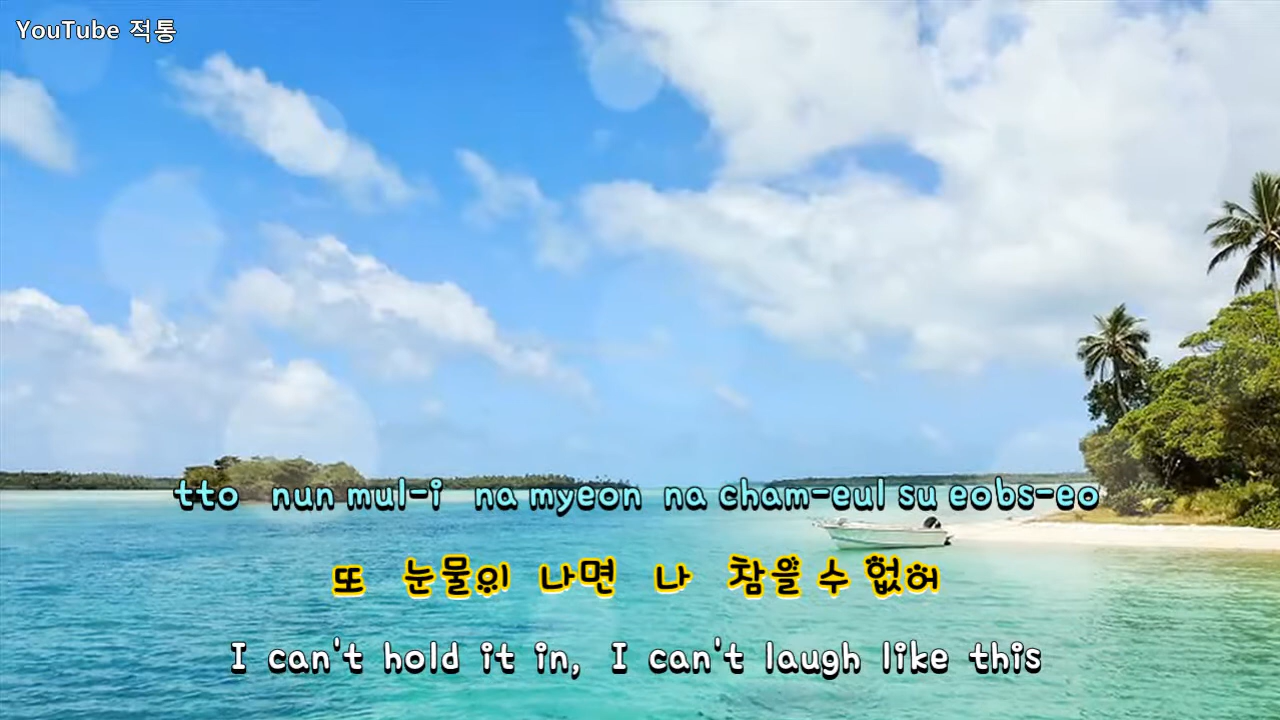 YouTube 적통
tto nun mul-i na myeon na cham-eul su eobs-eo
또 눈물이 나면 나 참을 수 없어
I can't hold it in, I can't laugh like this